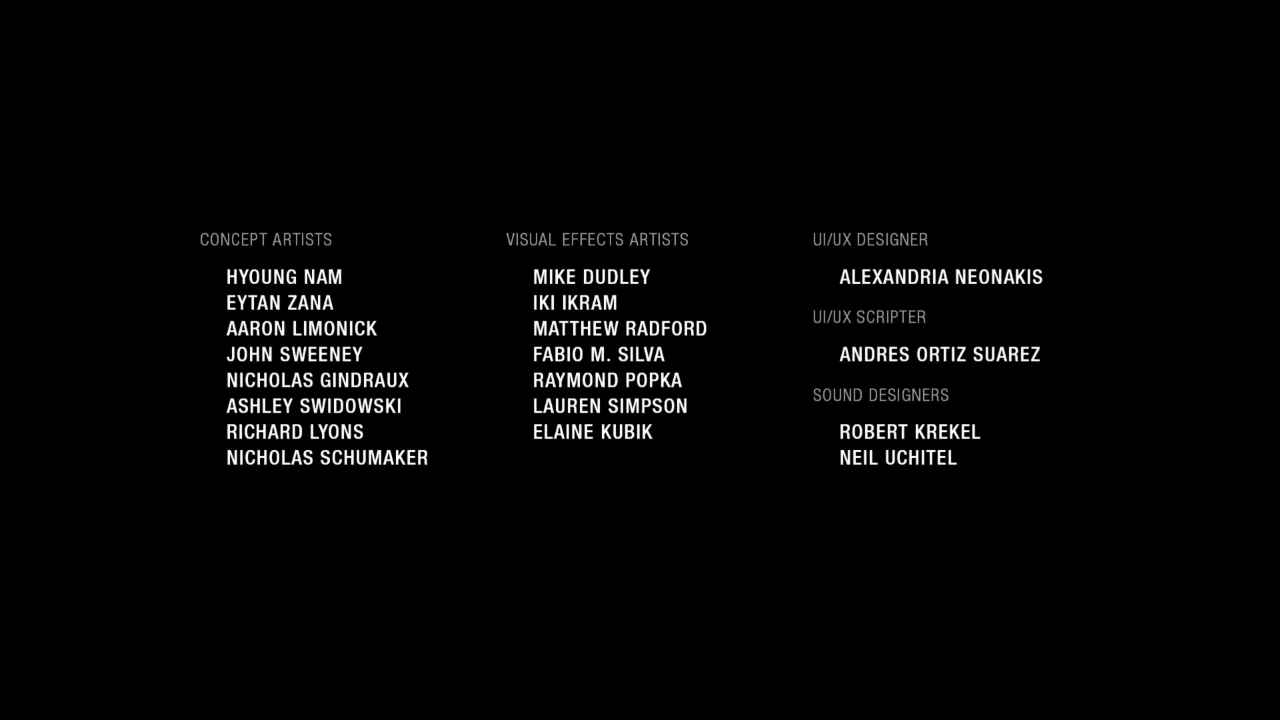 CONCEPT ARTISTS
HYOUNG NAM
EYTAN ZANA
AARON LIMONICK
JOHN SWEENEY
NICHOLAS GINDRAUX
ASHLEY SWIDOWSKI
RICHARD LYONS
NICHOLAS SCHUMAKER
VISUAL EFFECTS ARTISTS
MIKE DUDLEY
IKI IKRAM
MATTHEW RADFORD
FABIO M. SILVA
RAYMOND POPKA
LAUREN SIMPSON
ELAINE KUBIK
UI/UX DESIGNER
ALEXANDRIA NEONAKIS
UI/UX SCRIPTER
ANDRES ORTIZ SUAREZ
SOUND DESIGNERS
ROBERT KREKEL
NEIL UCHITEL